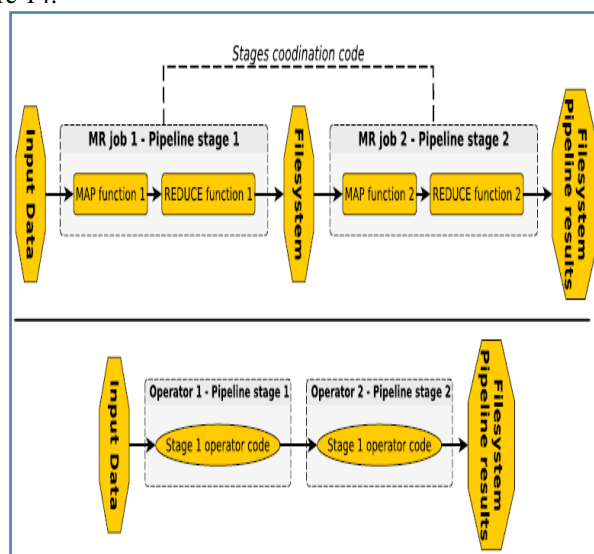 Stages coodination code
MR job 1 - Pipeline stage 1
MR job 2 - Pipeline stage 2
Input Data
MAP function 1
REDUCE function 1
Filesystem
MAP function 2
REDUCE function 2
Filesystem
Pipeline results
Operator 1 - Pipeline stage 1
Operator 2 - Pipeline stage 2
Input Data
Stage 1 operator code
Stage 1 operator code
Filesystem
Pipeline results